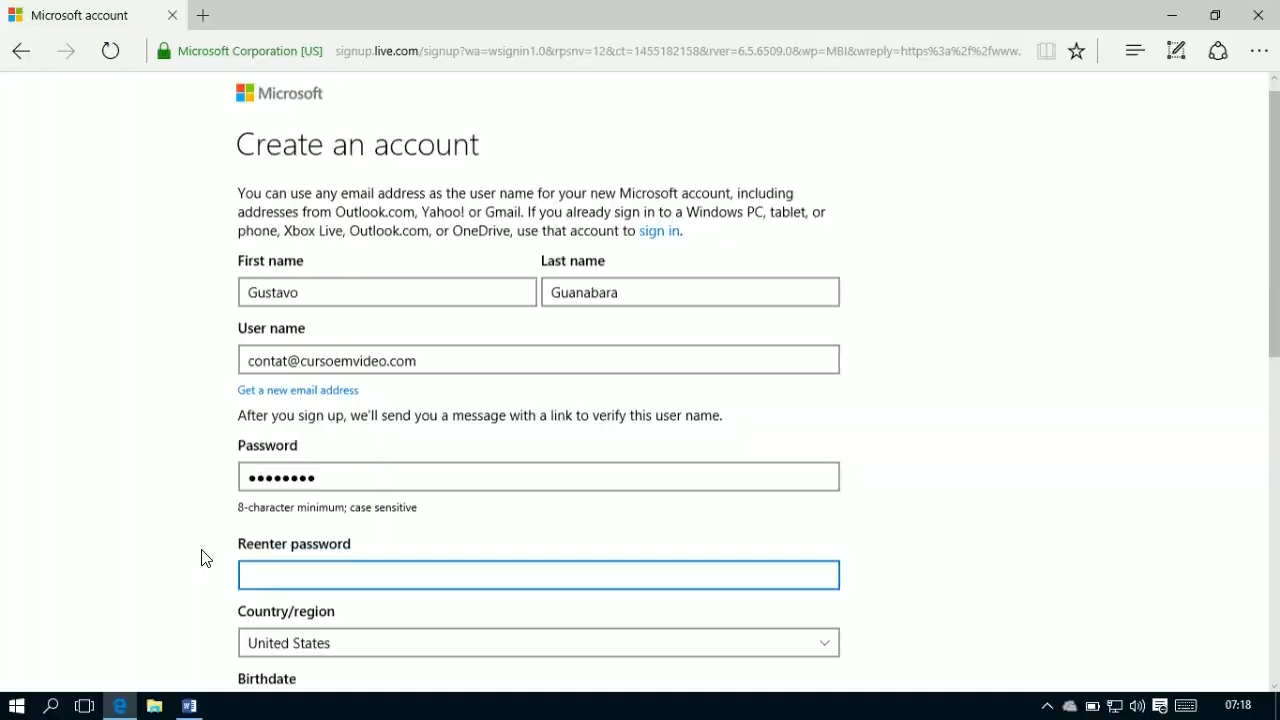 Microsoft account
Microsoft Corporation [US] signup.live.com/signup?wa=wsignin1.0&rpsnv=12&ct=1455182158&rver=6.5.6509.0&wp=MBI&wreply=https%3a%2f%2fwww.
Microsoft
Create an account
You can use any email address as the user name for your new Microsoft account, including
addresses from Outlook.com, Yahoo! or Gmail. If you already sign in to a Windows PC, tablet, or
phone, Xbox Live, Outlook.com, or OneDrive, use that account to sign in.
First name Last name
Gustavo Guanabara
User name
contat@cursoemvideo.com
Get a new email address
After you sign up, we'll send you a message with a link to verify this user name.
Password
••••••••
8-character minimum; case sensitive
Reenter password
Country/region
United States
Birthdate
07:18